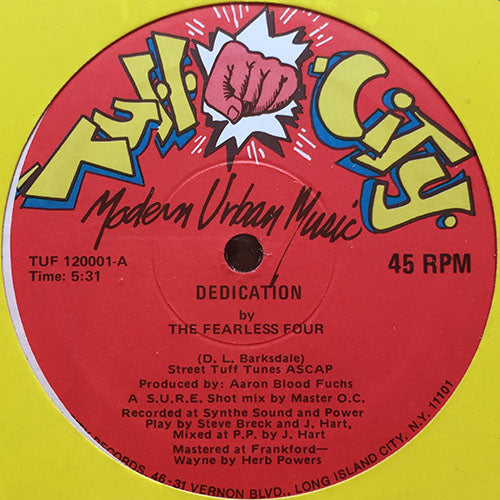 Tuff City
Modern Urban Music
TUF 120001-A
Time: 5:31
45 RPM
DEDICATION
by
THE FEARLESS FOUR
(D. L. Barksdale)
Street Tuff Tunes ASCAP
Produced by: Aaron Blood Fuchs
A S.U.R.E. Shot mix by Master O.C.
Recorded at Synthe Sound and Power
Play by Steve Breck and J. Hart,
Mixed at P.P. by J. Hart
Mastered at Frankford—
Wayne by Herb Powers
RECORDS, 46-31 VERNON BLVD., LONG ISLAND CITY, N.Y. 11101